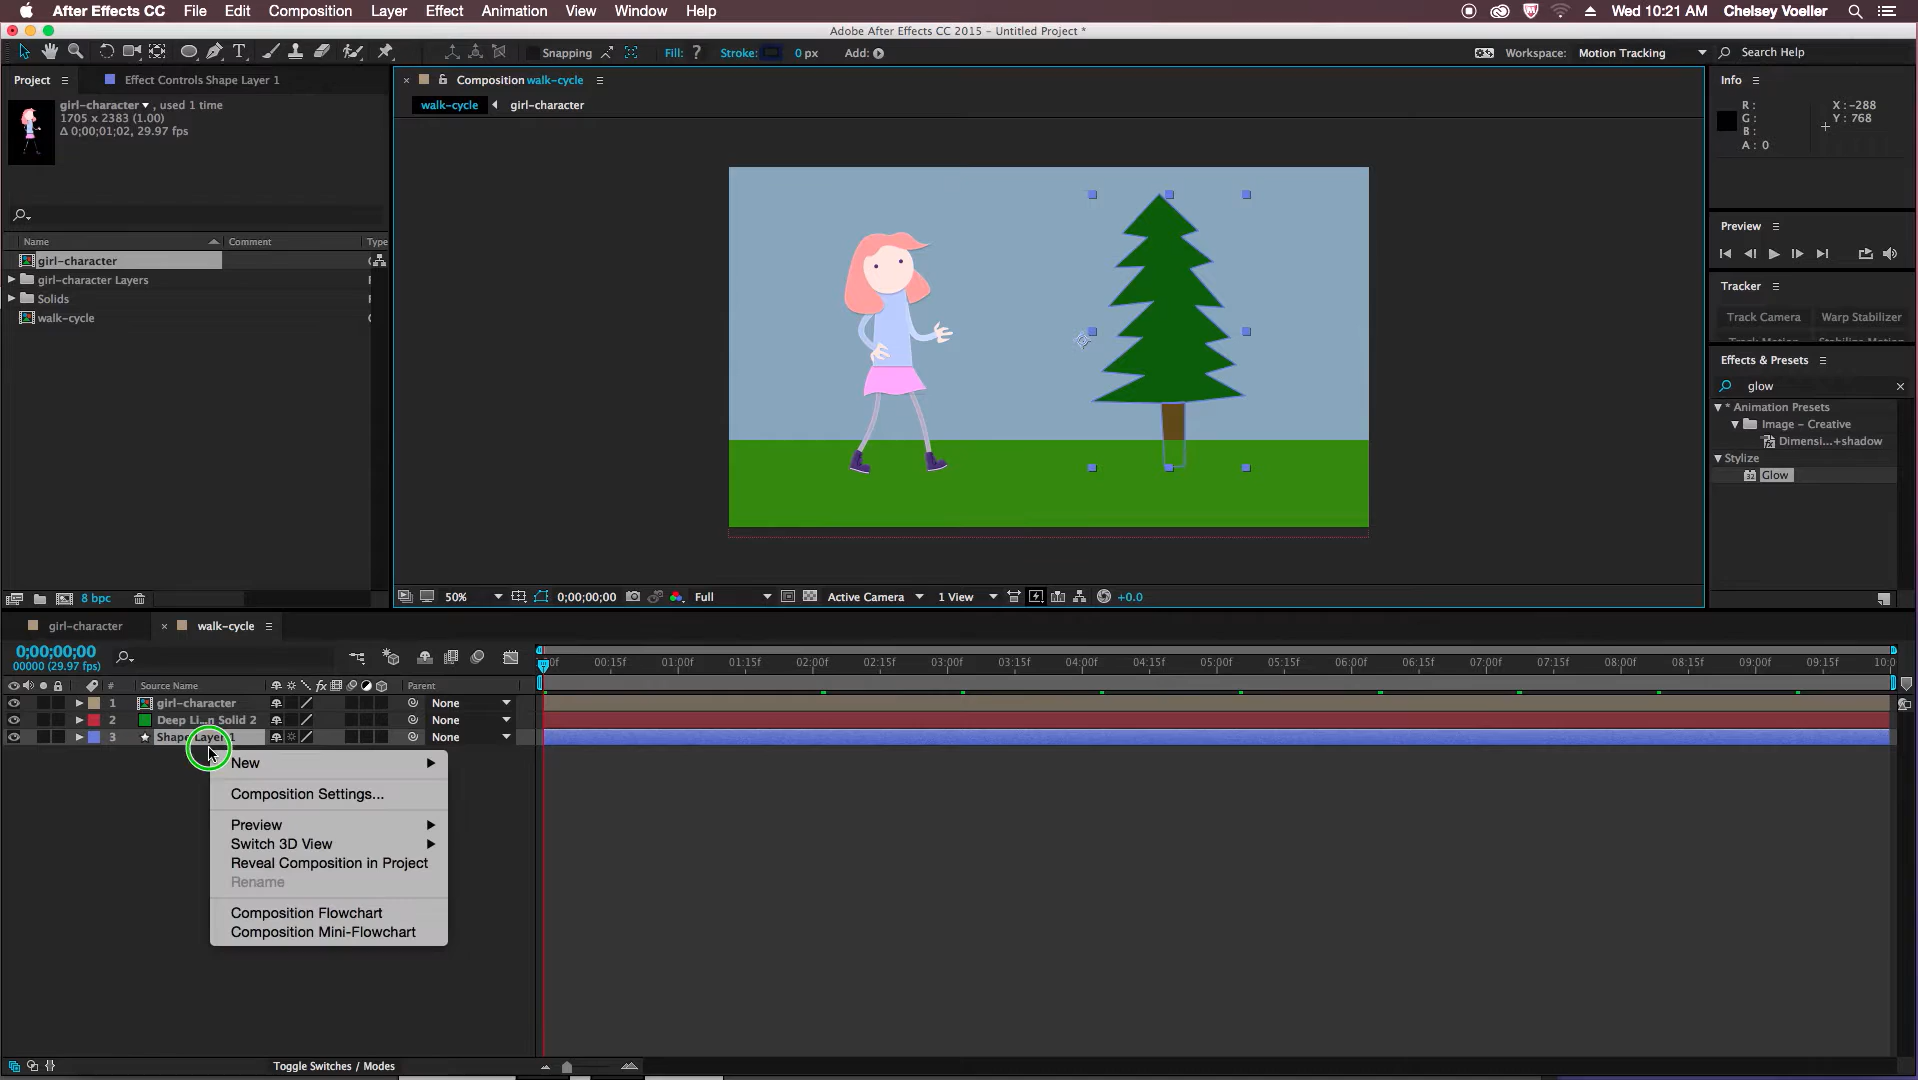 After Effects CC File Edit Composition Layer Effect Animation View Window Help Wed 10:21 AM Chelsey Voeller
Adobe After Effects CC 2015 - Untitled Project *
Snapping Fill: ? Stroke: 0 px Add: Workspace: Motion Tracking Search Help
Project Effect Controls Shape Layer 1
girl-character , used 1 time
1705 x 2383 (1.00)
Δ 0;00;01;02, 29.97 fps
Name Comment Type
girl-character
girl-character Layers
Solids
walk-cycle
8 bpc
Composition walk-cycle
walk-cycle girl-character
50% 0;00;00;00 Full Active Camera 1 View +0.0
Info
R: X: -288
G: Y: 768
B:
A: 0
Preview
Tracker
Track Camera Warp Stabilizer
Effects & Presets
glow
* Animation Presets
Image - Creative
Dimensi...+shadow
Stylize
Glow
girl-character walk-cycle
0;00;00;00
00000 (29.97 fps)
00f 00:15f 01:00f 01:15f 02:00f 02:15f 03:00f 03:15f 04:00f 04:15f 05:00f 05:15f 06:00f 06:15f 07:00f 07:15f 08:00f 08:15f 09:00f 09:15f 10:0
# Source Name fx Parent
1 girl-character None
2 Deep Li...n Solid 2 None
3 Shape Layer 1 None
New
Composition Settings...
Preview
Switch 3D View
Reveal Composition in Project
Rename
Composition Flowchart
Composition Mini-Flowchart
Toggle Switches / Modes